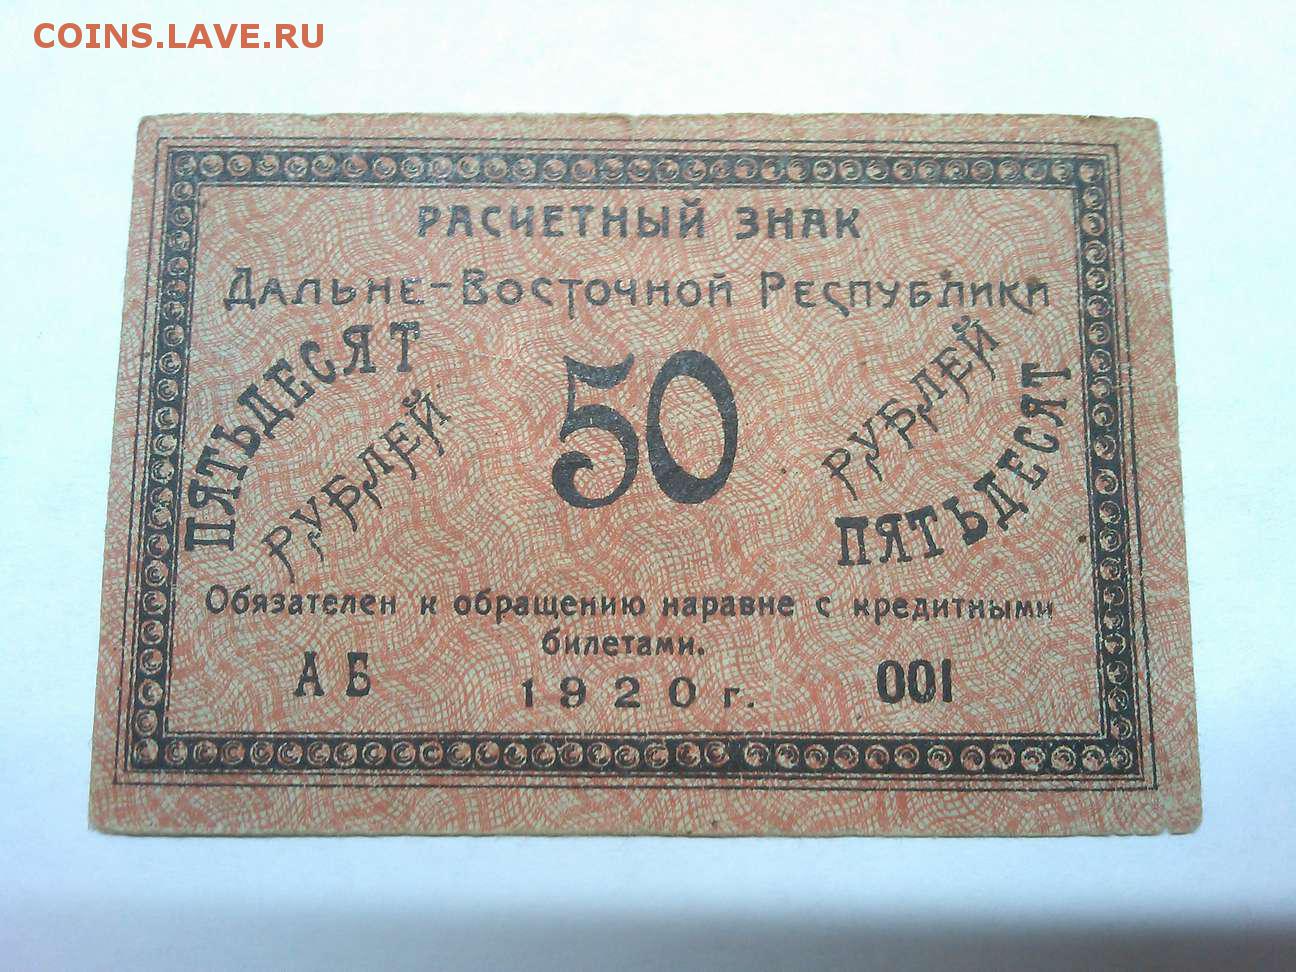 COINS.LAVE.RU
РАСЧЕТНЫЙ ЗНАК
ДАЛЬНЕ-ВОСТОЧНОЙ РЕСПУБЛИКИ
ПЯТЬДЕСЯТ
РУБЛЕЙ
50
РУБЛЕЙ
ПЯТЬДЕСЯТ
Обязателен к обращению наравне с кредитными
билетами.
АБ
1920 г.
001